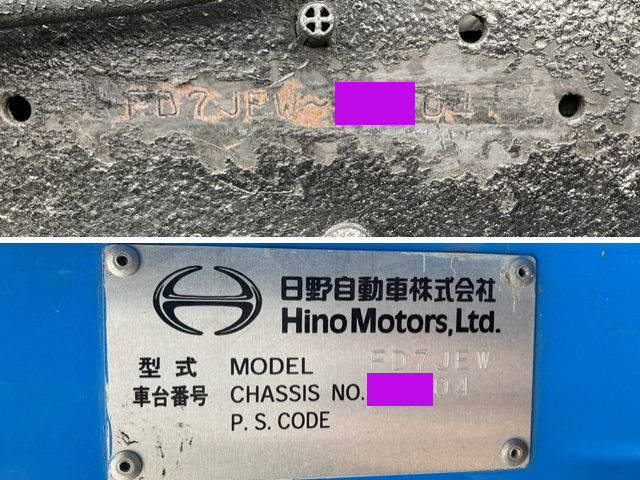 FD7JEW~ 04
日野自動車株式会社
Hino Motors, Ltd.
型式 MODEL FD7JEW
車台番号 CHASSIS NO. 04
P.S.CODE